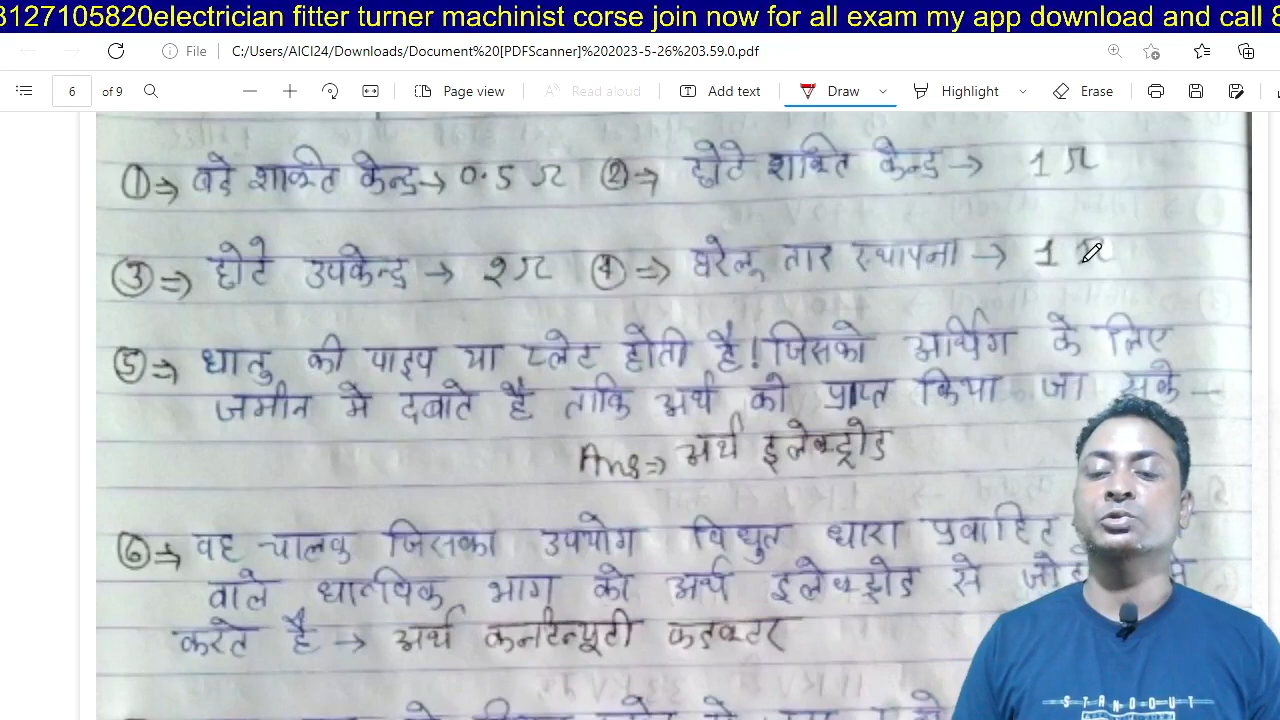 8127105820electrician fitter turner machinist corse join now for all exam my app download and call 8
File C:/Users/AICI24/Downloads/Document%20[PDFScanner]%202023-5-26%203.59.0.pdf
6 of 9 Page view Read aloud Add text Draw Highlight Erase
① ⇒ बड़े शक्ति केन्द्र → 0.5 Ω ② ⇒ छोटे शक्ति केन्द्र → 1 Ω
③ ⇒ छोटे उपकेन्द्र → 2 Ω ④ ⇒ घरेलू तार स्थापना → 1 Ω
⑤ ⇒ धातु की पाइप या प्लेट होती है! जिसको अर्थिंग के लिए
जमीन मे दबाते है ताकि अर्थ को प्राप्त किया जा सके –
Ans ⇒ अर्थ इलेक्ट्रोड
⑥ ⇒ वह चालक जिसका उपयोग विधुत धारा प्रवाहित
वाले धात्विक भाग को अर्थ इलेक्ट्रोड से
करते है → अर्थ कनटिन्यूटी कडक्टर
STANDOUT